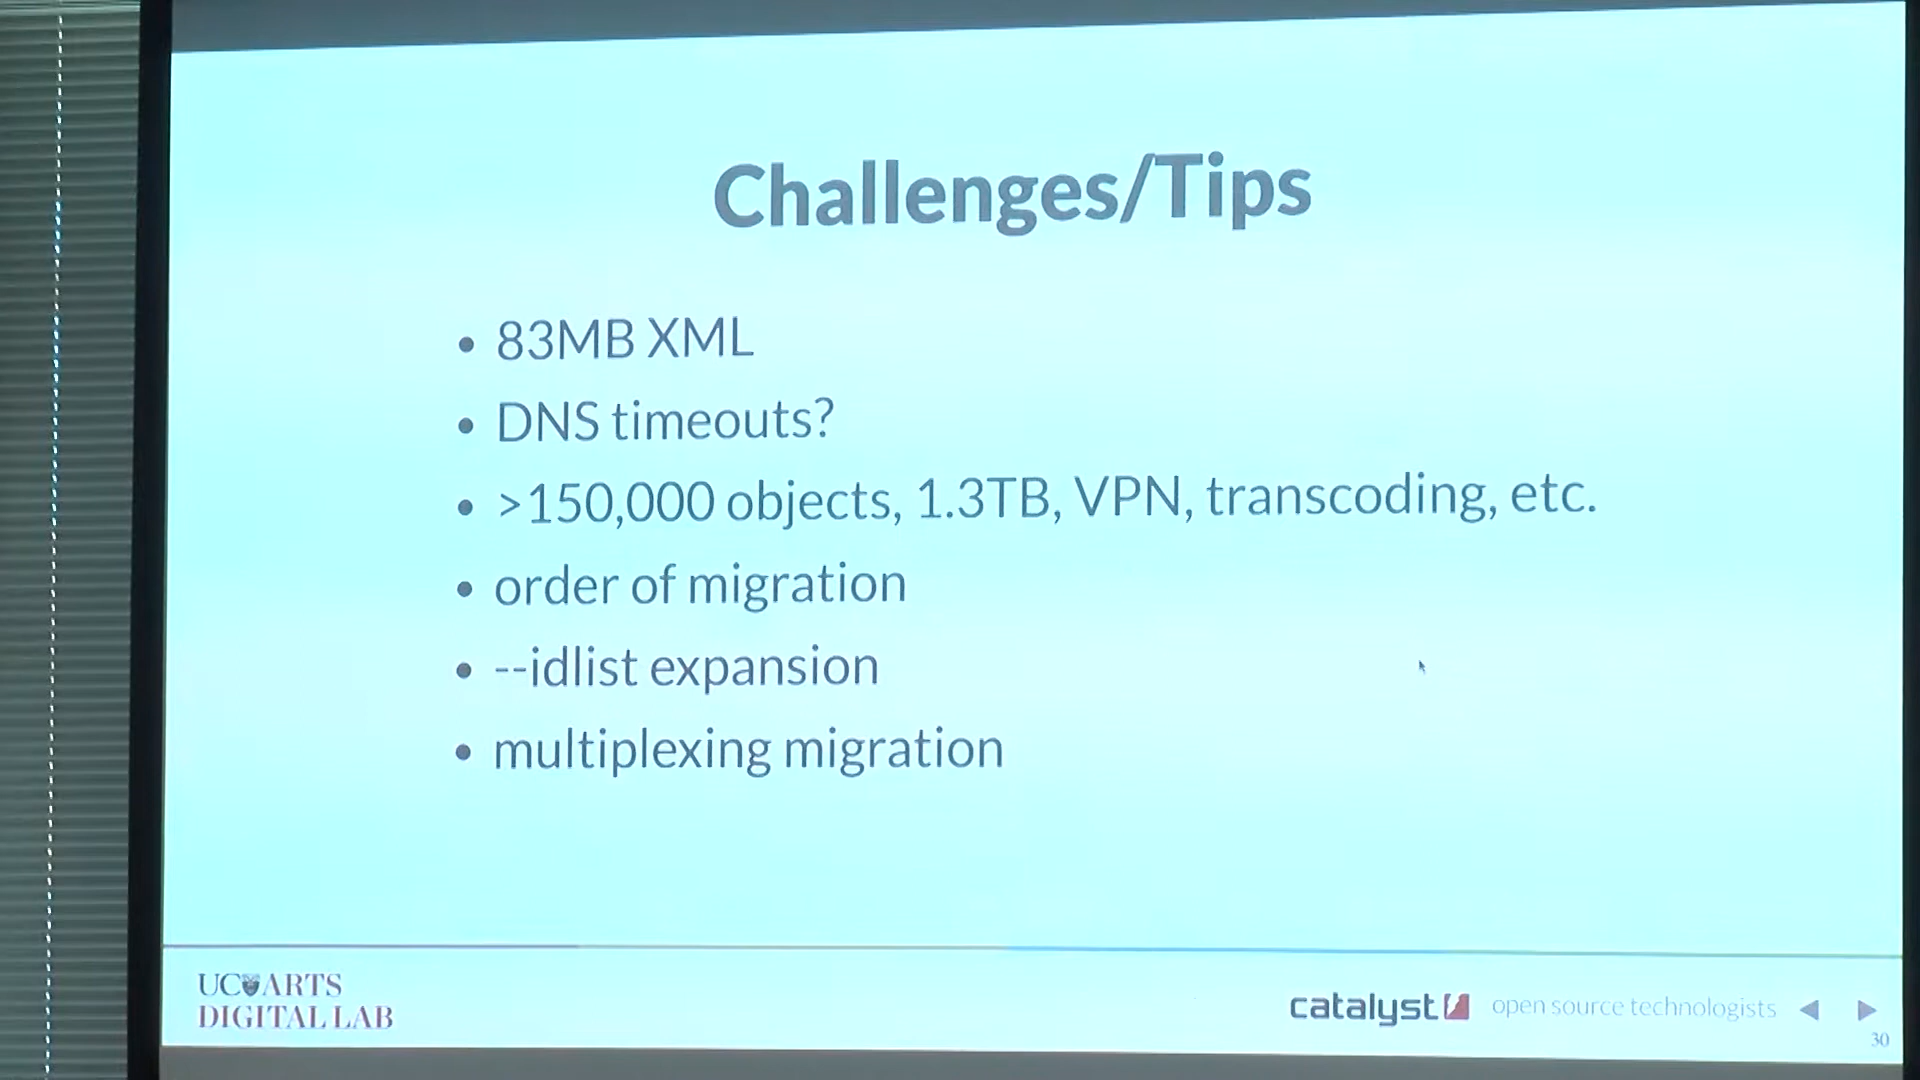 Challenges/Tips
• 83MB XML
• DNS timeouts?
• >150,000 objects, 1.3TB, VPN, transcoding, etc.
• order of migration
• --idlist expansion
• multiplexing migration
UC ARTS
DIGITAL LAB
catalyst open source technologists
30